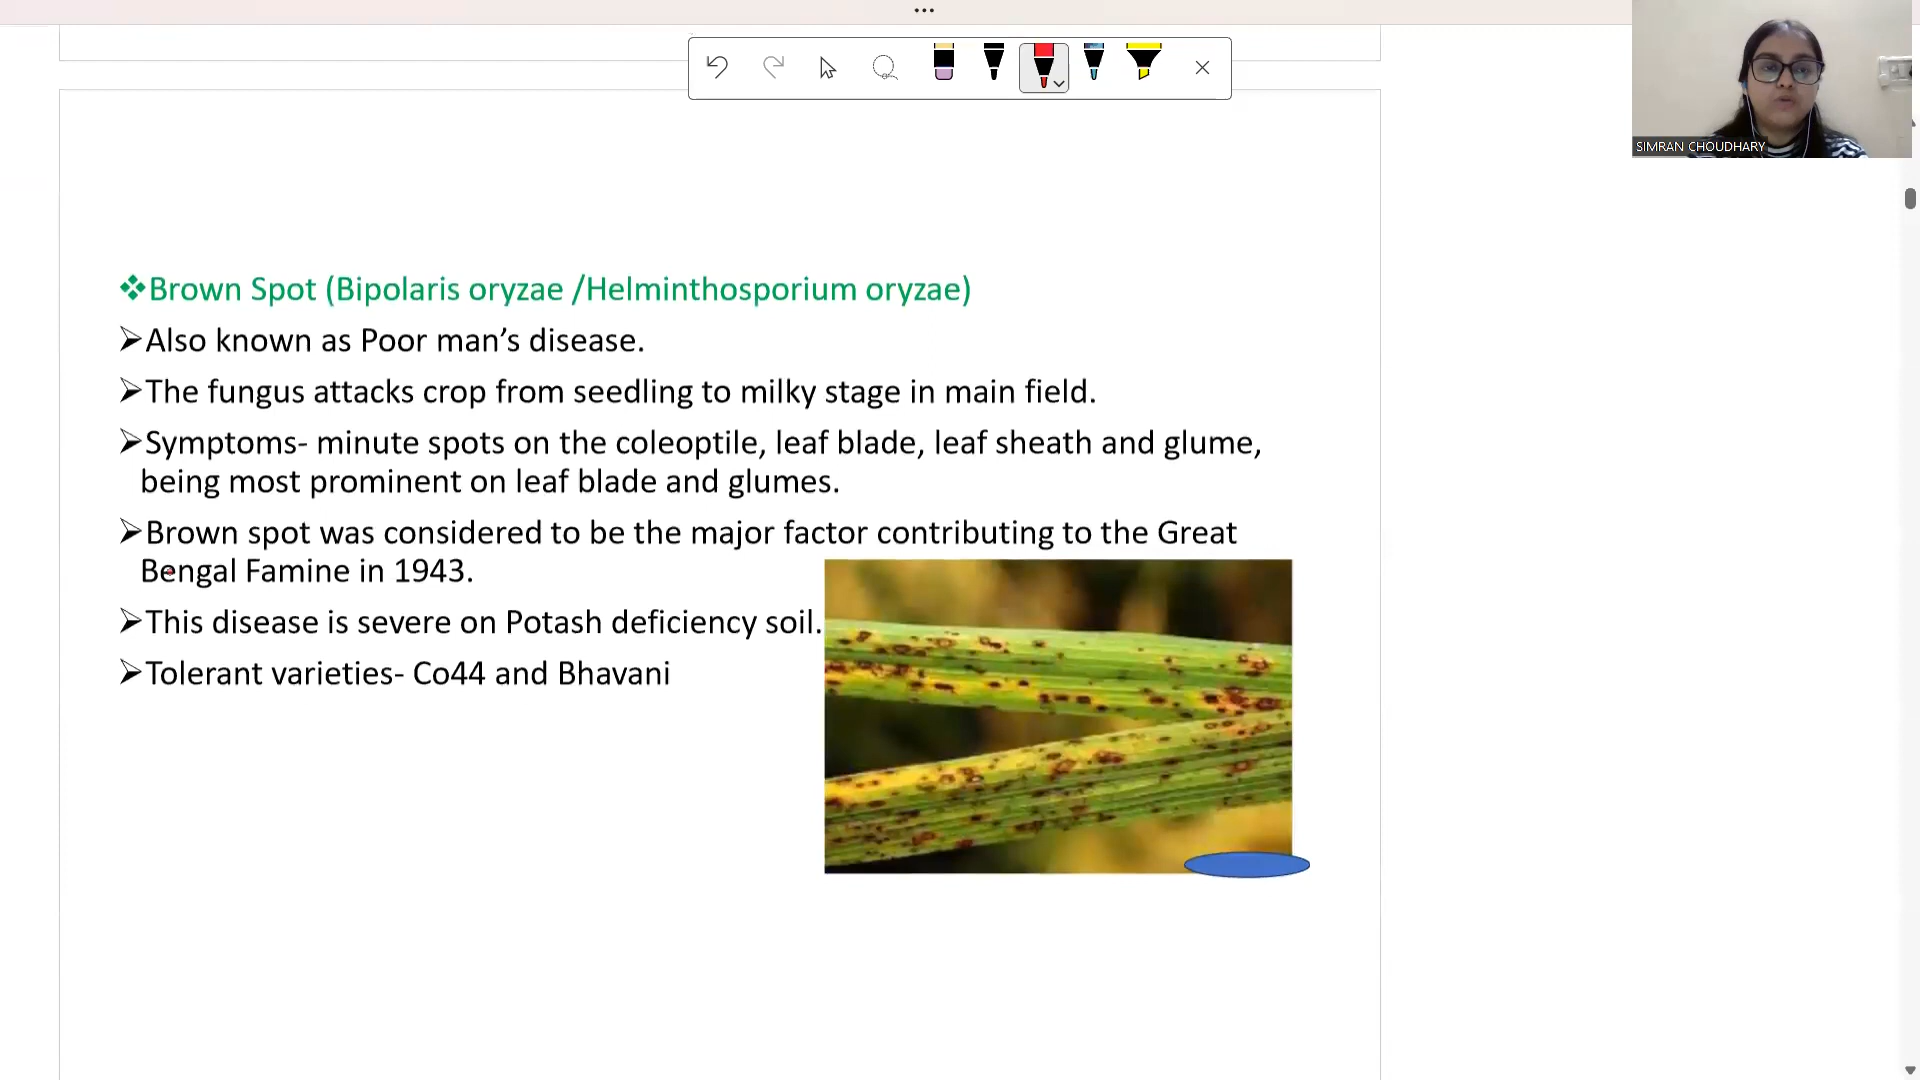 SIMRAN CHOUDHARY
❖Brown Spot (Bipolaris oryzae /Helminthosporium oryzae)
➢Also known as Poor man’s disease.
➢The fungus attacks crop from seedling to milky stage in main field.
➢Symptoms- minute spots on the coleoptile, leaf blade, leaf sheath and glume,
being most prominent on leaf blade and glumes.
➢Brown spot was considered to be the major factor contributing to the Great
Bengal Famine in 1943.
➢This disease is severe on Potash deficiency soil.
➢Tolerant varieties- Co44 and Bhavani